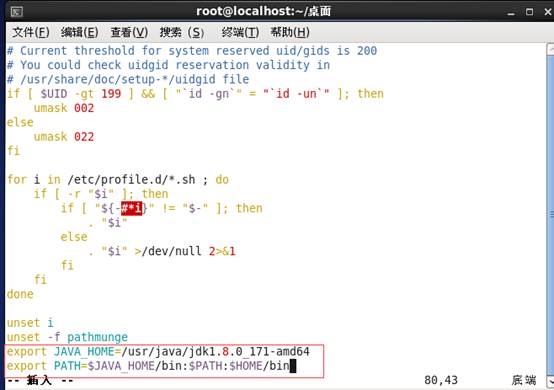 root@localhost:~/桌面
文件(F) 编辑(E) 查看(V) 搜索 (S) 终端(T) 帮助(H)
# Current threshold for system reserved uid/gids is 200
# You could check uidgid reservation validity in
# /usr/share/doc/setup-*/uidgid file
if [ $UID -gt 199 ] && [ "`id -gn`" = "`id -un`" ]; then
    umask 002
else
    umask 022
fi
for i in /etc/profile.d/*.sh ; do
    if [ -r "$i" ]; then
        if [ "${-#*i}" != "$-" ]; then
            . "$i"
        else
            . "$i" >/dev/null 2>&1
        fi
    fi
done
unset i
unset -f pathmunge
export JAVA_HOME=/usr/java/jdk1.8.0_171-amd64
export PATH=$JAVA_HOME/bin:$PATH:$HOME/bin
-- 插入 -- 80,43 底端